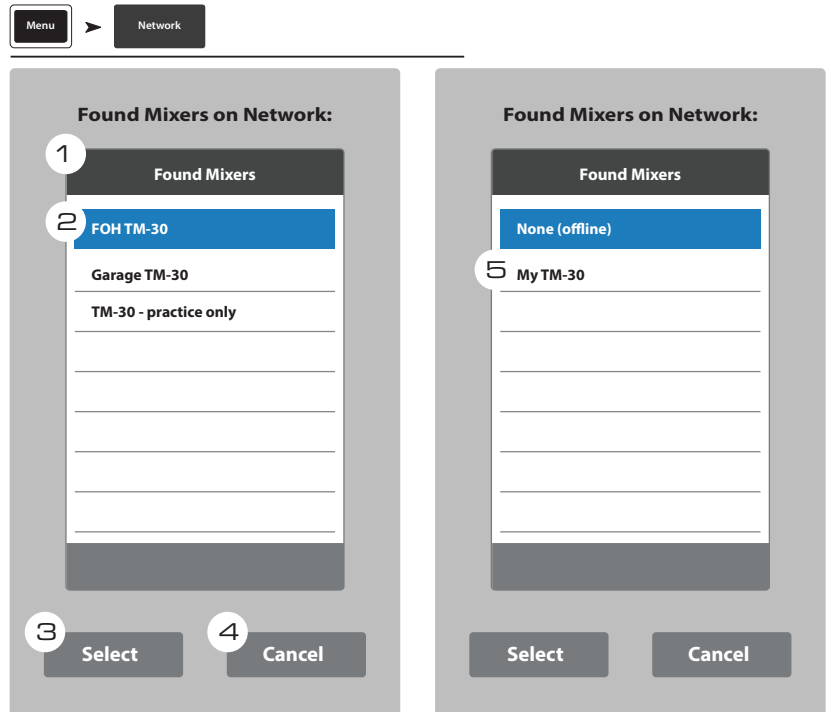 Menu
Network
Found Mixers on Network:
1
Found Mixers
2
FOH TM-30
Garage TM-30
TM-30 - practice only
3
Select
4
Cancel
Found Mixers on Network:
Found Mixers
None (offline)
5
My TM-30
Select
Cancel